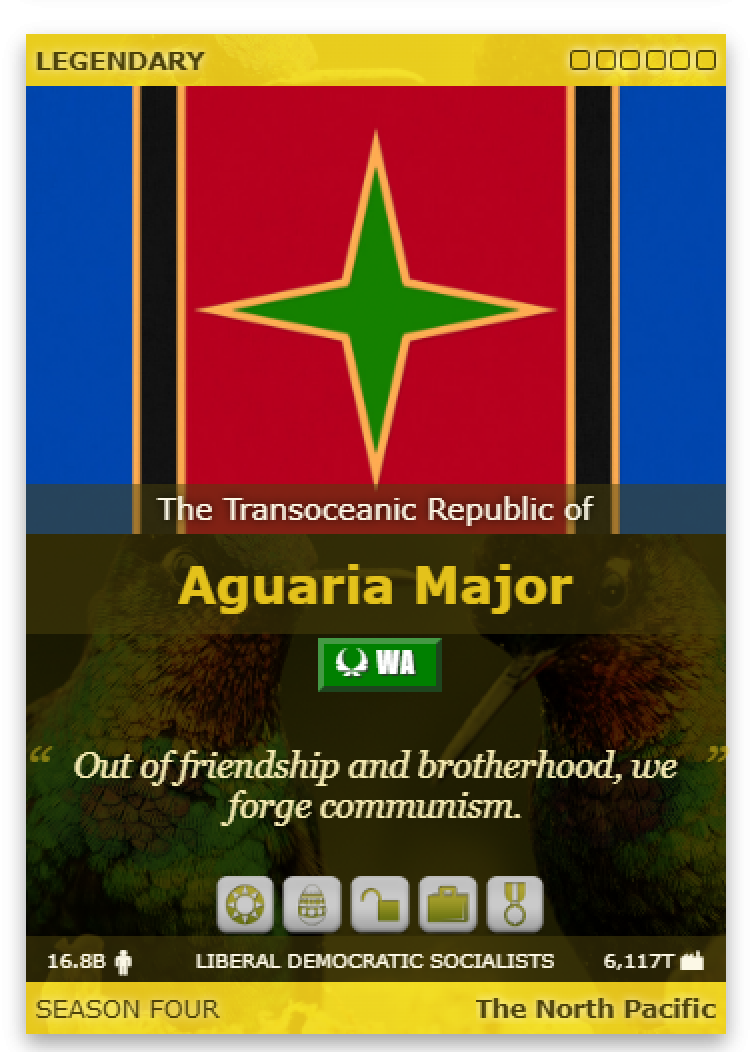 LEGENDARY
The Transoceanic Republic of
Aguaria Major
WA
“ Out of friendship and brotherhood, we ”
forge communism.
16.8B LIBERAL DEMOCRATIC SOCIALISTS 6,117T
SEASON FOUR The North Pacific